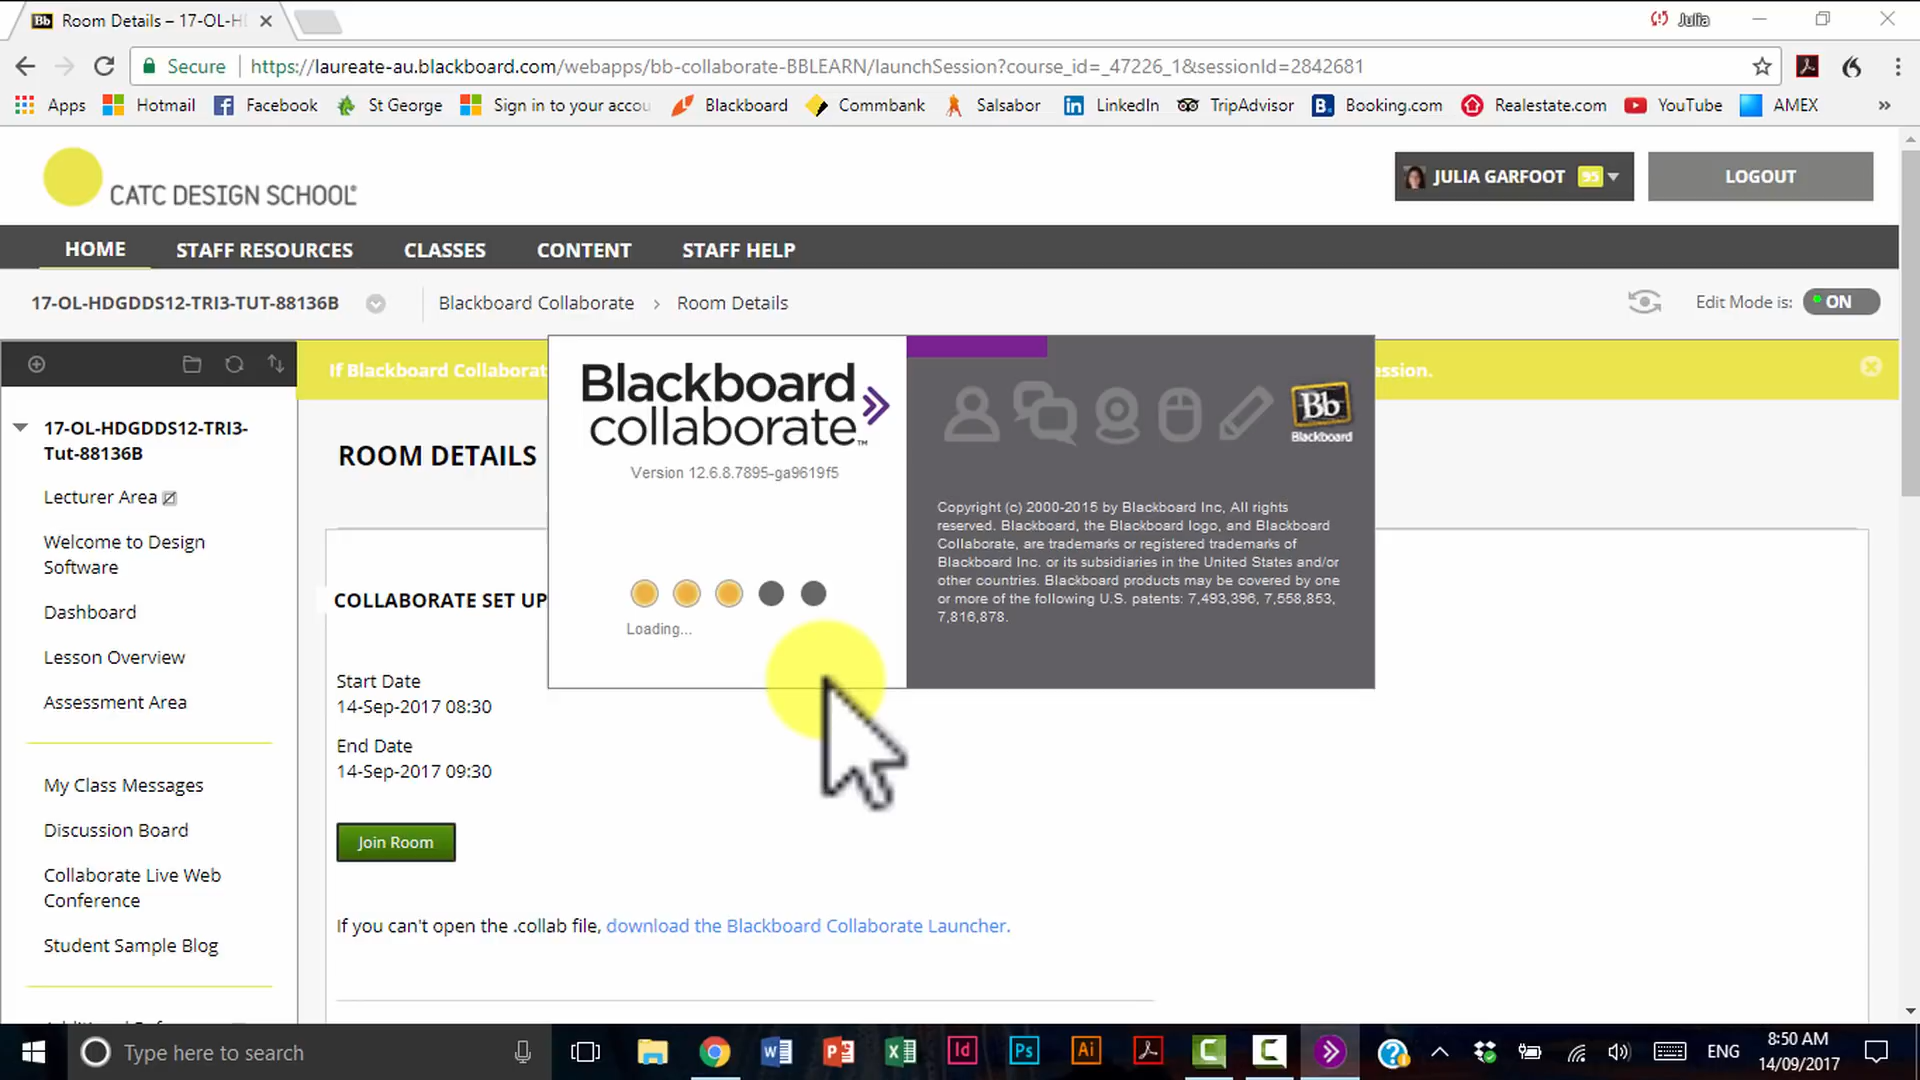 Bb Room Details – 17-OL-H
Julia
Secure
https://laureate-au.blackboard.com/webapps/bb-collaborate-BBLEARN/launchSession?course_id=_47226_1&sessionId=2842681
Apps
Hotmail
Facebook
St George
Sign in to your accou
Blackboard
Commbank
Salsabor
LinkedIn
TripAdvisor
Booking.com
Realestate.com
YouTube
AMEX
»
CATC DESIGN SCHOOL
JULIA GARFOOT 95
LOGOUT
HOME
STAFF RESOURCES
CLASSES
CONTENT
STAFF HELP
17-OL-HDGDDS12-TRI3-TUT-88136B
Blackboard Collaborate > Room Details
Edit Mode is: ON
If Blackboard Collaborat
ession.
17-OL-HDGDDS12-TRI3-
Tut-88136B
Lecturer Area
Welcome to Design
Software
Dashboard
Lesson Overview
Assessment Area
My Class Messages
Discussion Board
Collaborate Live Web
Conference
Student Sample Blog
ROOM DETAILS
COLLABORATE SET UP
Start Date
14-Sep-2017 08:30
End Date
14-Sep-2017 09:30
Join Room
If you can't open the .collab file, download the Blackboard Collaborate Launcher.
Blackboard
collaborate™
Version 12.6.8.7895-ga9619f5
Loading...
Bb
Blackboard
Copyright (c) 2000-2015 by Blackboard Inc, All rights
reserved. Blackboard, the Blackboard logo, and Blackboard
Collaborate, are trademarks or registered trademarks of
Blackboard Inc. or its subsidiaries in the United States and/or
other countries. Blackboard products may be covered by one
or more of the following U.S. patents: 7,493,396, 7,558,853,
7,816,878.
Type here to search
Id
Ps
Ai
ENG
8:50 AM
14/09/2017